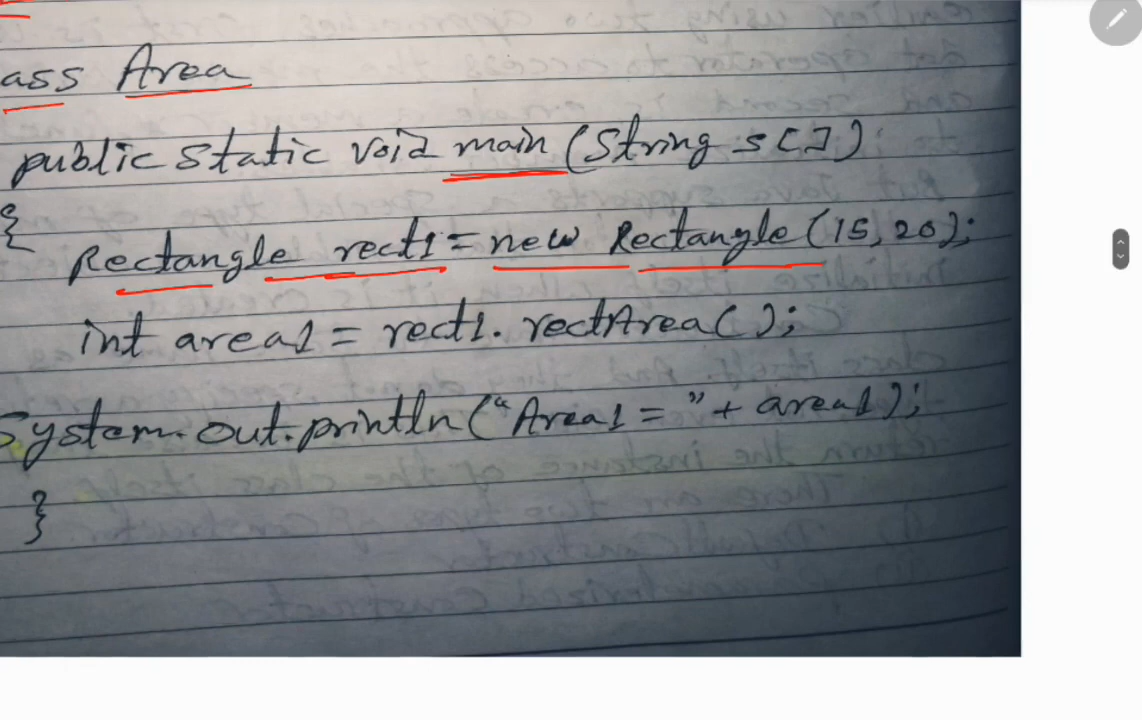 ass Area
public static void main (String s[])
{
Rectangle rect1 = new Rectangle (15, 20);
int area1 = rect1. rectArea( );
System.out.println ("Area1 = " + area1);
}